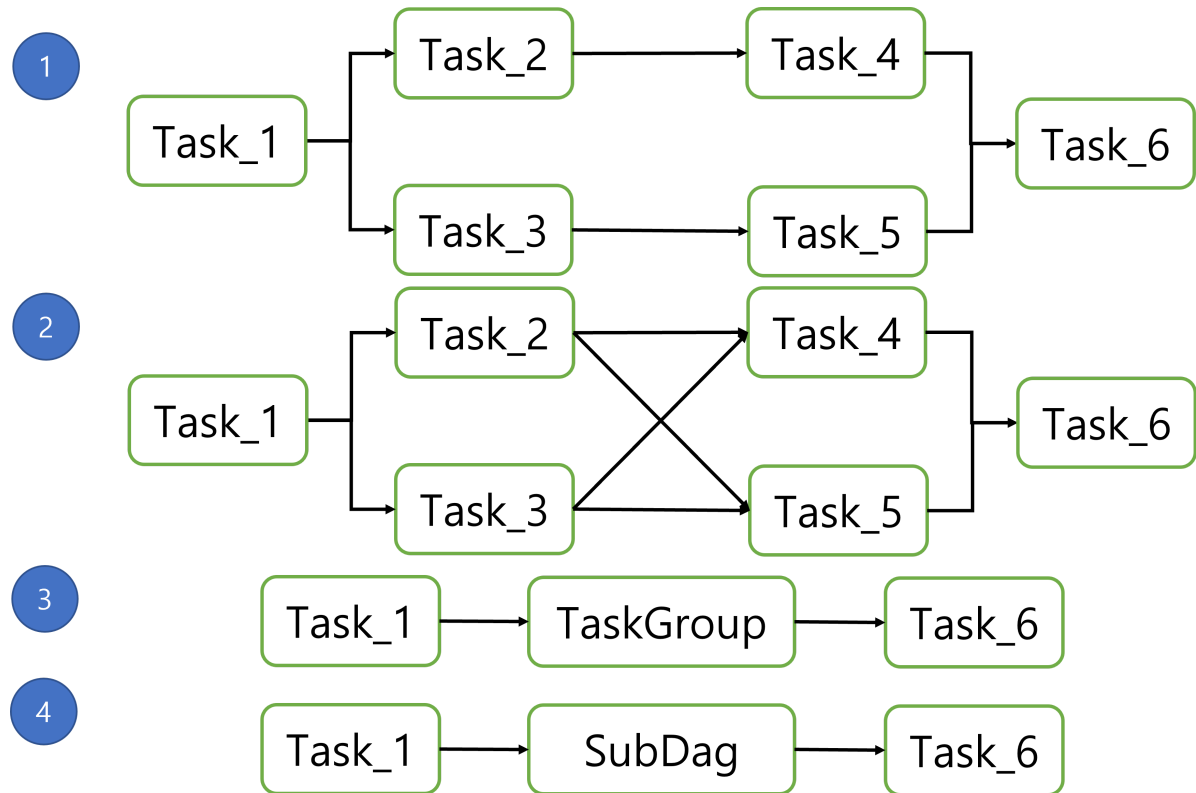 1
Task_2
Task_4
Task_1
Task_6
Task_3
Task_5
2
Task_2
Task_4
Task_1
Task_6
Task_3
Task_5
3
Task_1
TaskGroup
Task_6
4
Task_1
SubDag
Task_6